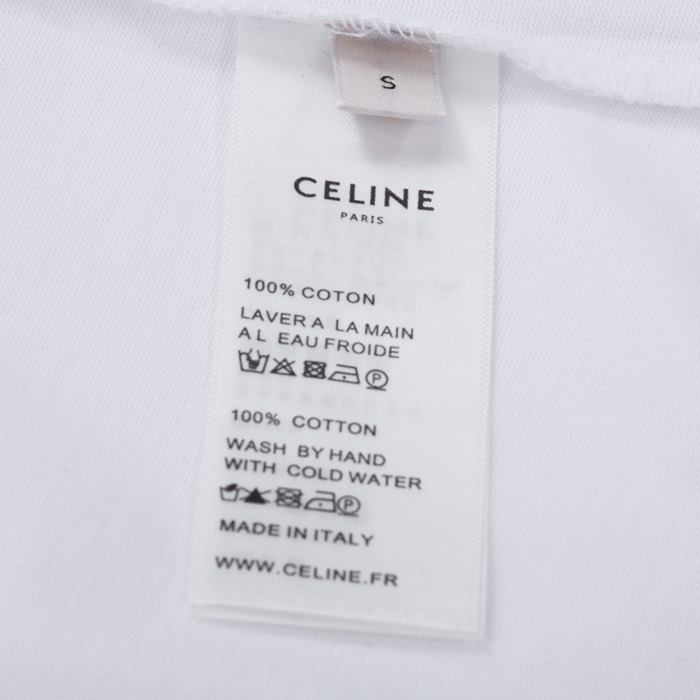 S
CELINE
PARIS
100% COTON
LAVER A LA MAIN
A L EAU FROIDE
P
100% COTTON
WASH BY HAND
WITH COLD WATER
P
MADE IN ITALY
WWW.CELINE.FR